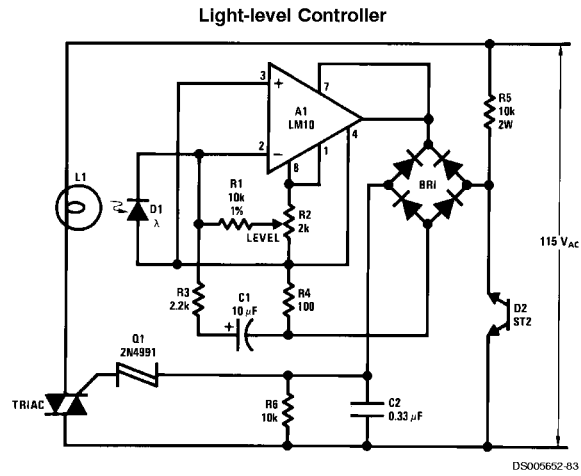 Light-level Controller
3
+
7
A1
LM10
R5
10k
2W
2
−
4
8
1
L1
R1
10k
1%
BRI
D1
λ
LEVEL
R2
2k
115 VAC
R3
2.2k
C1
10 μF
+
R4
100
D2
ST2
Q1
2N4991
TRIAC
R6
10k
C2
0.33 μF
DS005652-83